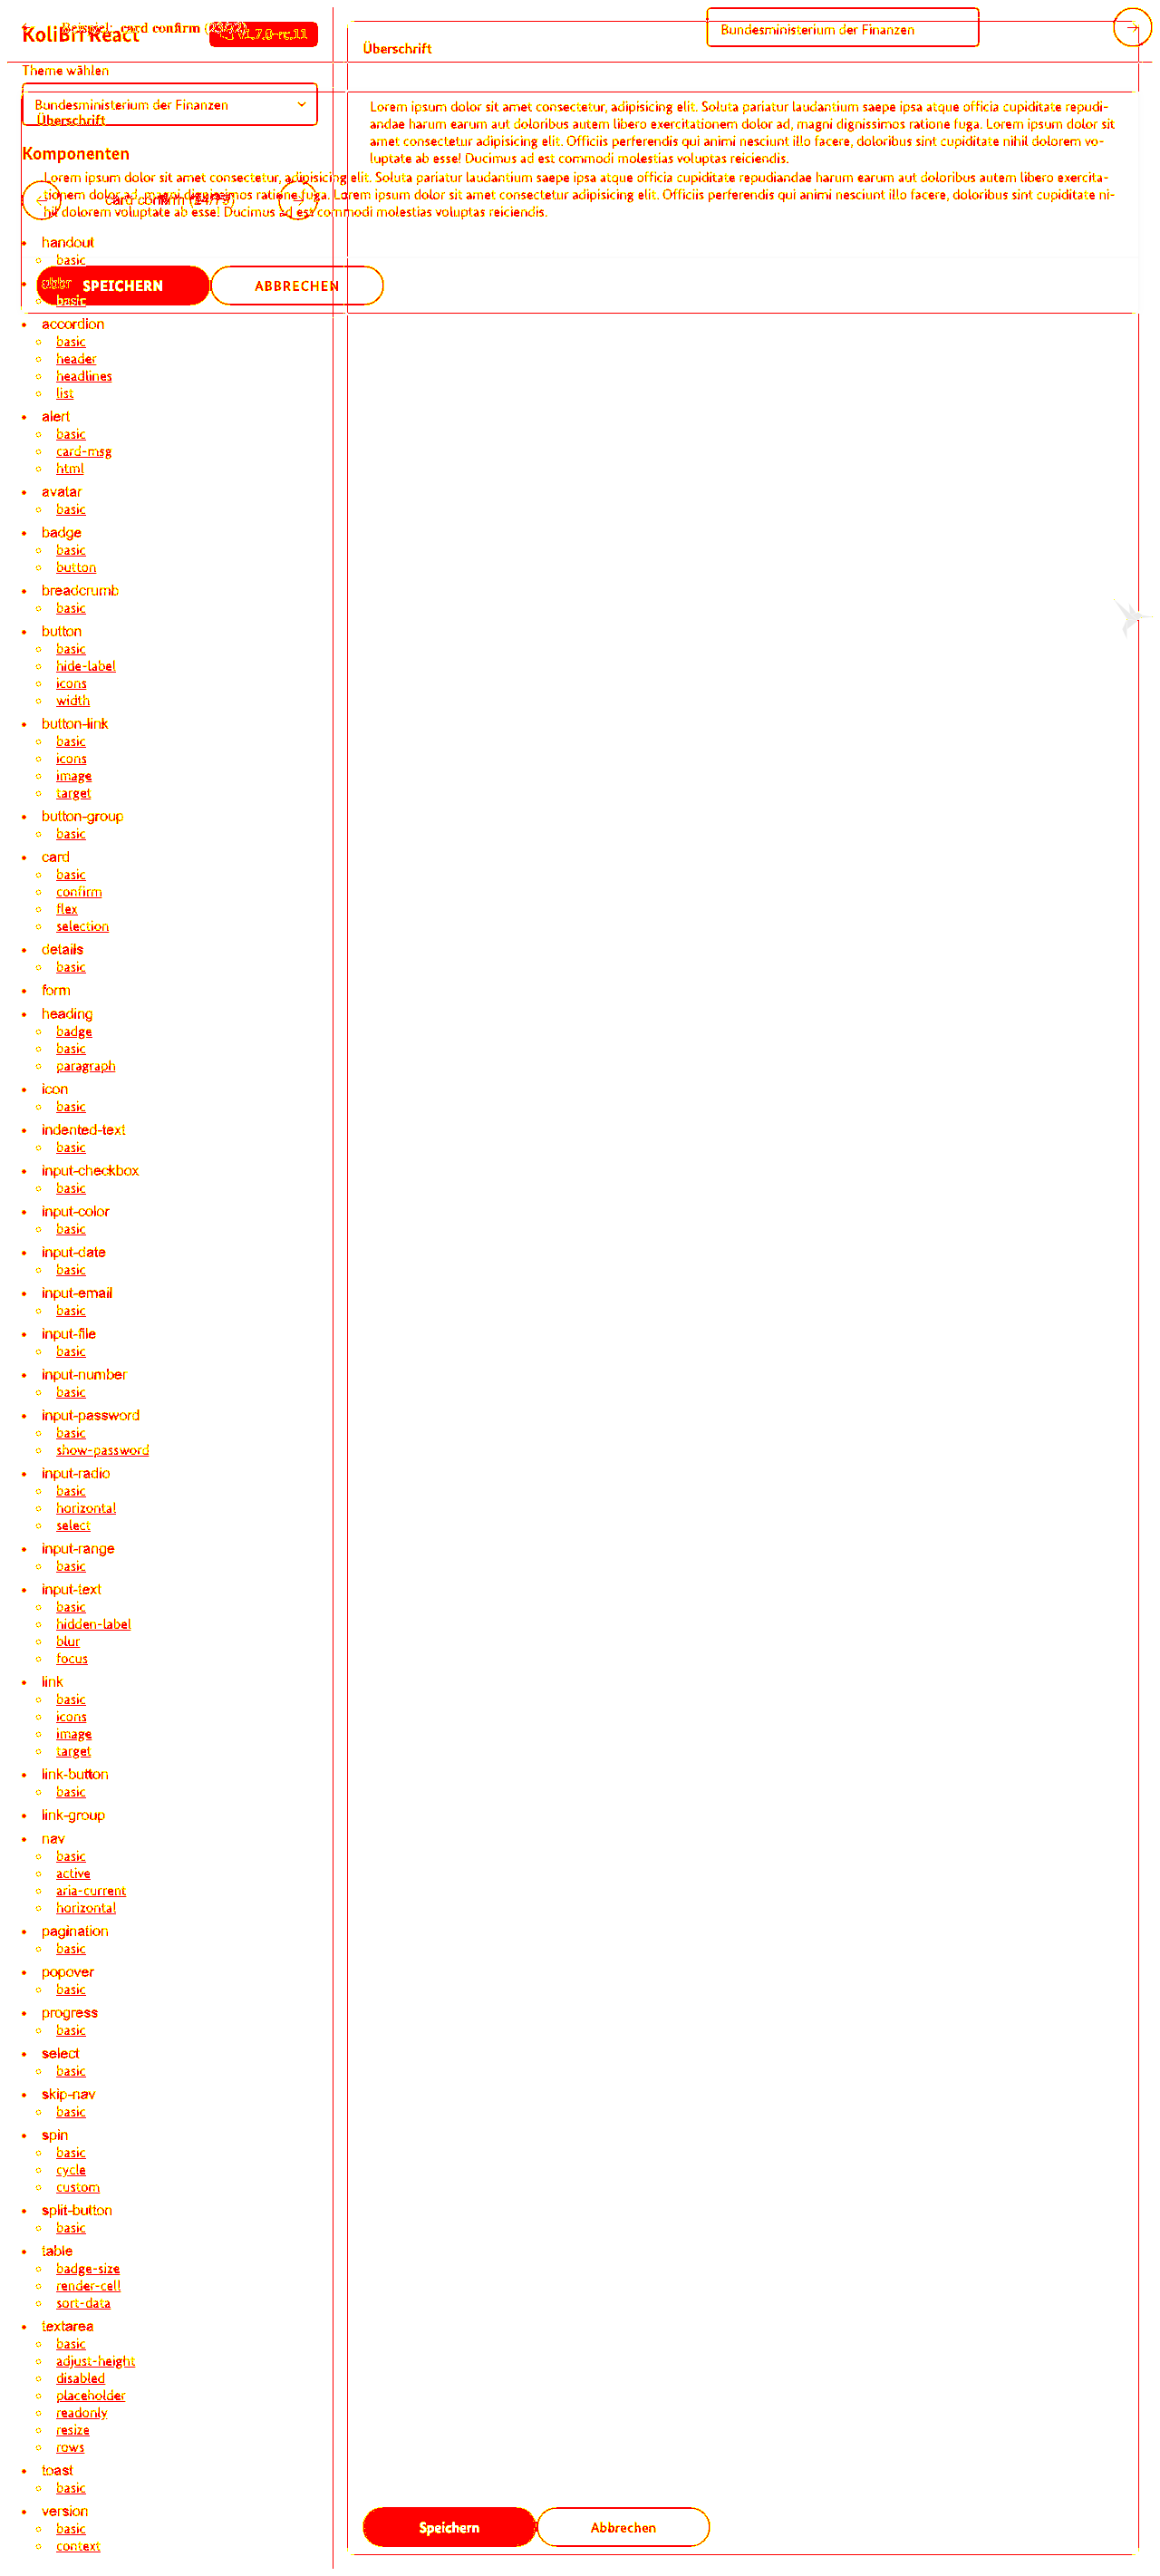 Beispiel: card confirm
KoliBri React
v1.7.0-rc.11
Bundesministerium der Finanzen
→
Überschrift
Theme wählen
Bundesministerium der Finanzen
Überschrift
Lorem ipsum dolor sit amet consectetur, adipisicing elit. Soluta pariatur laudantium saepe ipsa atque officia cupiditate repudi-
andae harum earum aut doloribus autem libero exercitationem dolor ad, magni dignissimos ratione fuga. Lorem ipsum dolor sit
amet consectetur adipisicing elit. Officiis perferendis qui animi nesciunt illo facere, doloribus sint cupiditate nihil dolorem vo-
luptate ab esse! Ducimus ad est commodi molestias voluptas reiciendis.
Komponenten
Lorem ipsum dolor sit amet consectetur, adipisicing elit. Soluta pariatur laudantium saepe ipsa atque officia cupiditate repudiandae harum earum aut doloribus autem libero exercita-
tionem dolor ad, magni dignissimos ratione fuga. Lorem ipsum dolor sit amet consectetur adipisicing elit. Officiis perferendis qui animi nesciunt illo facere, doloribus sint cupiditate ni-
hil dolorem voluptate ab esse! Ducimus ad est commodi molestias voluptas reiciendis.
card confirm
handout
basic
abbr
SPEICHERN
ABBRECHEN
basic
accordion
basic
header
headlines
list
alert
basic
card-msg
html
avatar
basic
badge
basic
button
breadcrumb
basic
button
basic
hide-label
icons
width
button-link
basic
icons
image
target
button-group
basic
card
basic
confirm
flex
selection
details
basic
form
heading
badge
basic
paragraph
icon
basic
indented-text
basic
input-checkbox
basic
input-color
basic
input-date
basic
input-email
basic
input-file
basic
input-number
basic
input-password
basic
show-password
input-radio
basic
horizontal
select
input-range
basic
input-text
basic
hidden-label
blur
focus
link
basic
icons
image
target
link-button
basic
link-group
nav
basic
active
aria-current
horizontal
pagination
basic
popover
basic
progress
basic
select
basic
skip-nav
basic
spin
basic
cycle
custom
split-button
basic
table
badge-size
render-cell
sort-data
textarea
basic
adjust-height
disabled
placeholder
readonly
resize
rows
toast
basic
version
basic
context
Speichern
Abbrechen